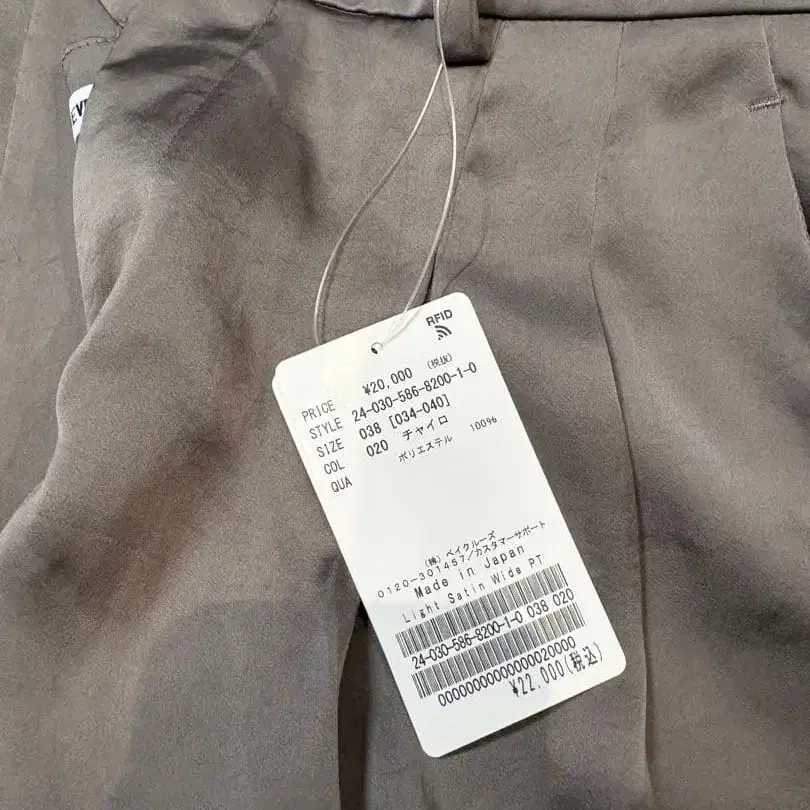 RFID
PRICE ¥20,000 (税抜)
STYLE 24-030-586-8200-1-0
SIZE 038 [034-040]
COL 020 チャイロ
QUA ポリエステル 100%
(株) ベイクルーズ
0120-301457/カスタマーサポート
Made in Japan
Light Satin Wide PT
24-030-586-8200-1-0 038 020
0000000000000020000
¥22,000(税込)